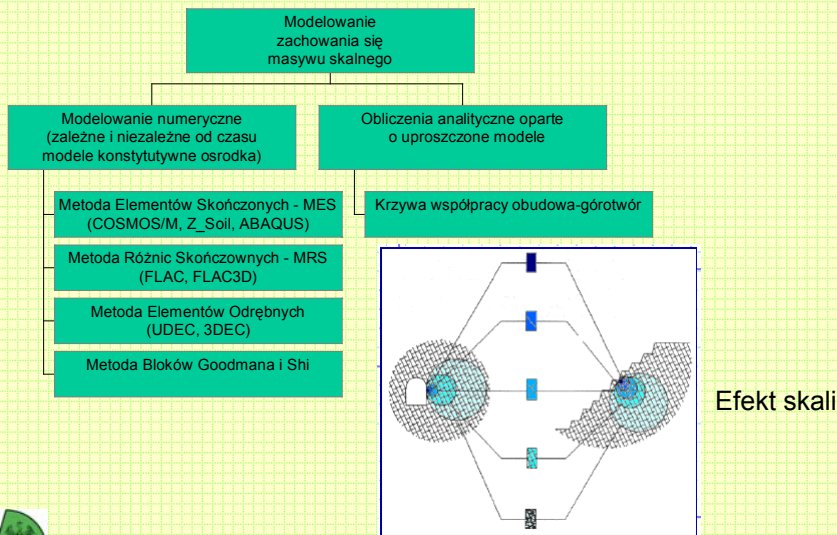 Modelowanie
zachowania się
masywu skalnego
Modelowanie numeryczne
(zależne i niezależne od czasu
modele konstytutywne osrodka)
Obliczenia analityczne oparte
o uproszczone modele
Metoda Elementów Skończonych - MES
(COSMOS/M, Z_Soil, ABAQUS)
Krzywa współpracy obudowa-górotwór
Metoda Różnic Skończownych - MRS
(FLAC, FLAC3D)
Metoda Elementów Odrębnych
(UDEC, 3DEC)
Metoda Bloków Goodmana i Shi
Efekt skali